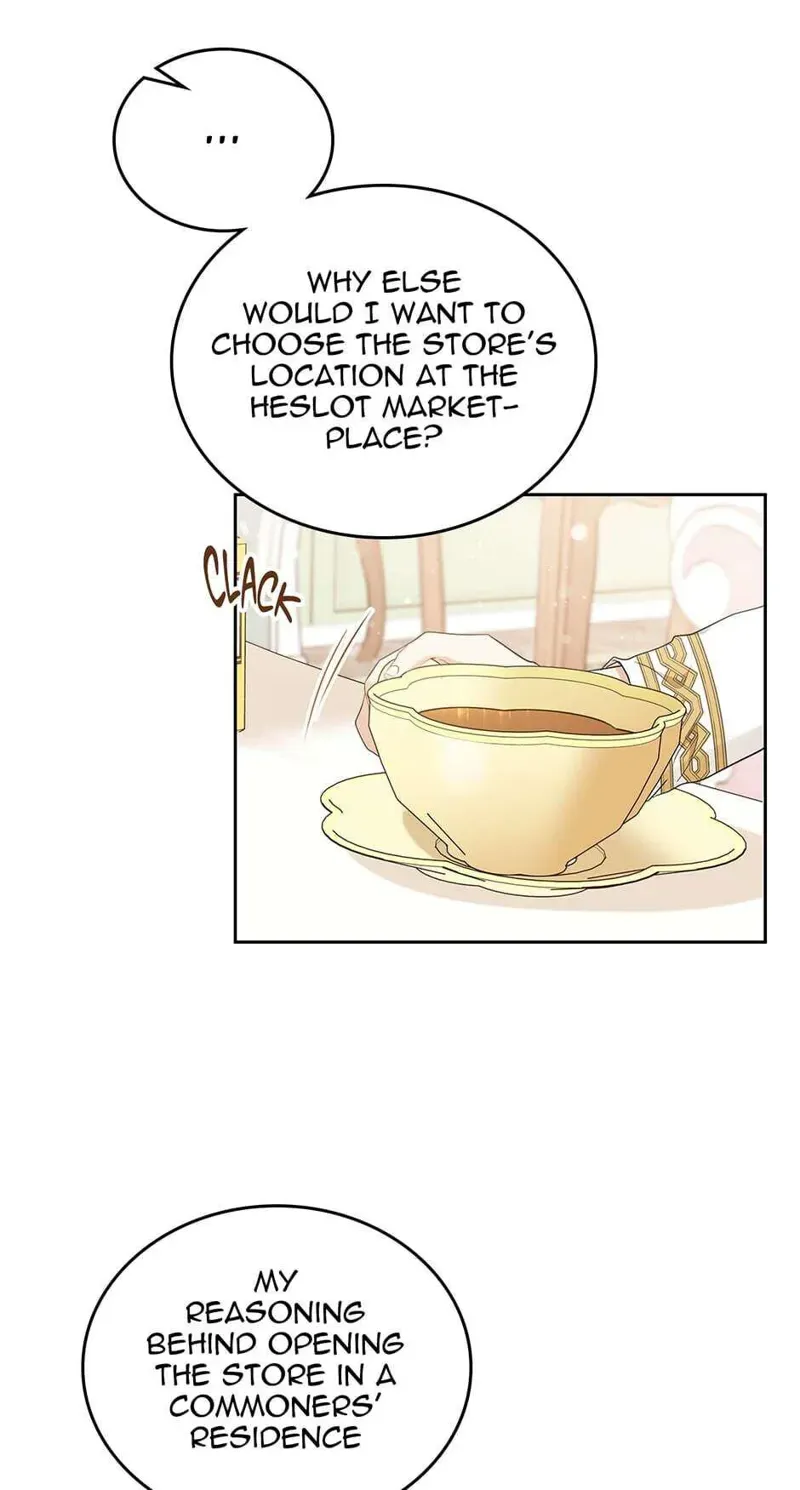 ...
WHY ELSE
WOULD I WANT TO
CHOOSE THE STORE'S
LOCATION AT THE
HESLOT MARKET-
PLACE?
CLACK
MY
REASONING
BEHIND OPENING
THE STORE IN A
COMMONERS'
RESIDENCE